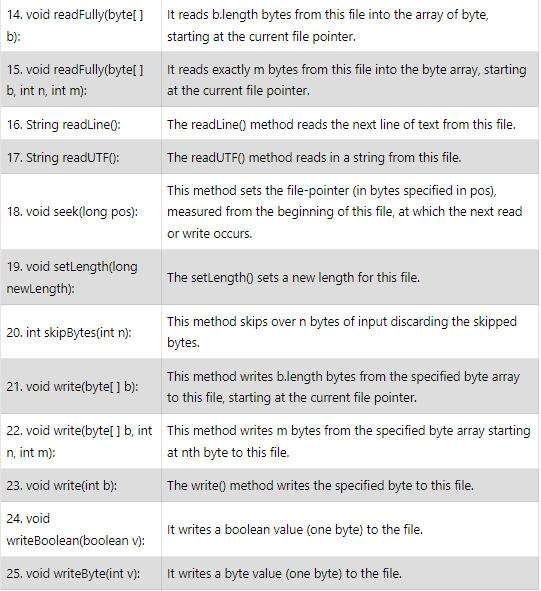 14. void readFully(byte[ ]
b):
It reads b.length bytes from this file into the array of byte,
starting at the current file pointer.
15. void readFully(byte[ ]
b, int n, int m):
It reads exactly m bytes from this file into the byte array, starting
at the current file pointer.
16. String readLine():
The readLine() method reads the next line of text from this file.
17. String readUTF():
The readUTF() method reads in a string from this file.
18. void seek(long pos):
This method sets the file-pointer (in bytes specified in pos),
measured from the beginning of this file, at which the next read
or write occurs.
19. void setLength(long
newLength):
The setLength() sets a new length for this file.
20. int skipBytes(int n):
This method skips over n bytes of input discarding the skipped
bytes.
21. void write(byte[ ] b):
This method writes b.length bytes from the specified byte array
to this file, starting at the current file pointer.
22. void write(byte[ ] b, int
n, int m):
This method writes m bytes from the specified byte array starting
at nth byte to this file.
23. void write(int b):
The write() method writes the specified byte to this file.
24. void
writeBoolean(boolean v):
It writes a boolean value (one byte) to the file.
25. void writeByte(int v):
It writes a byte value (one byte) to the file.